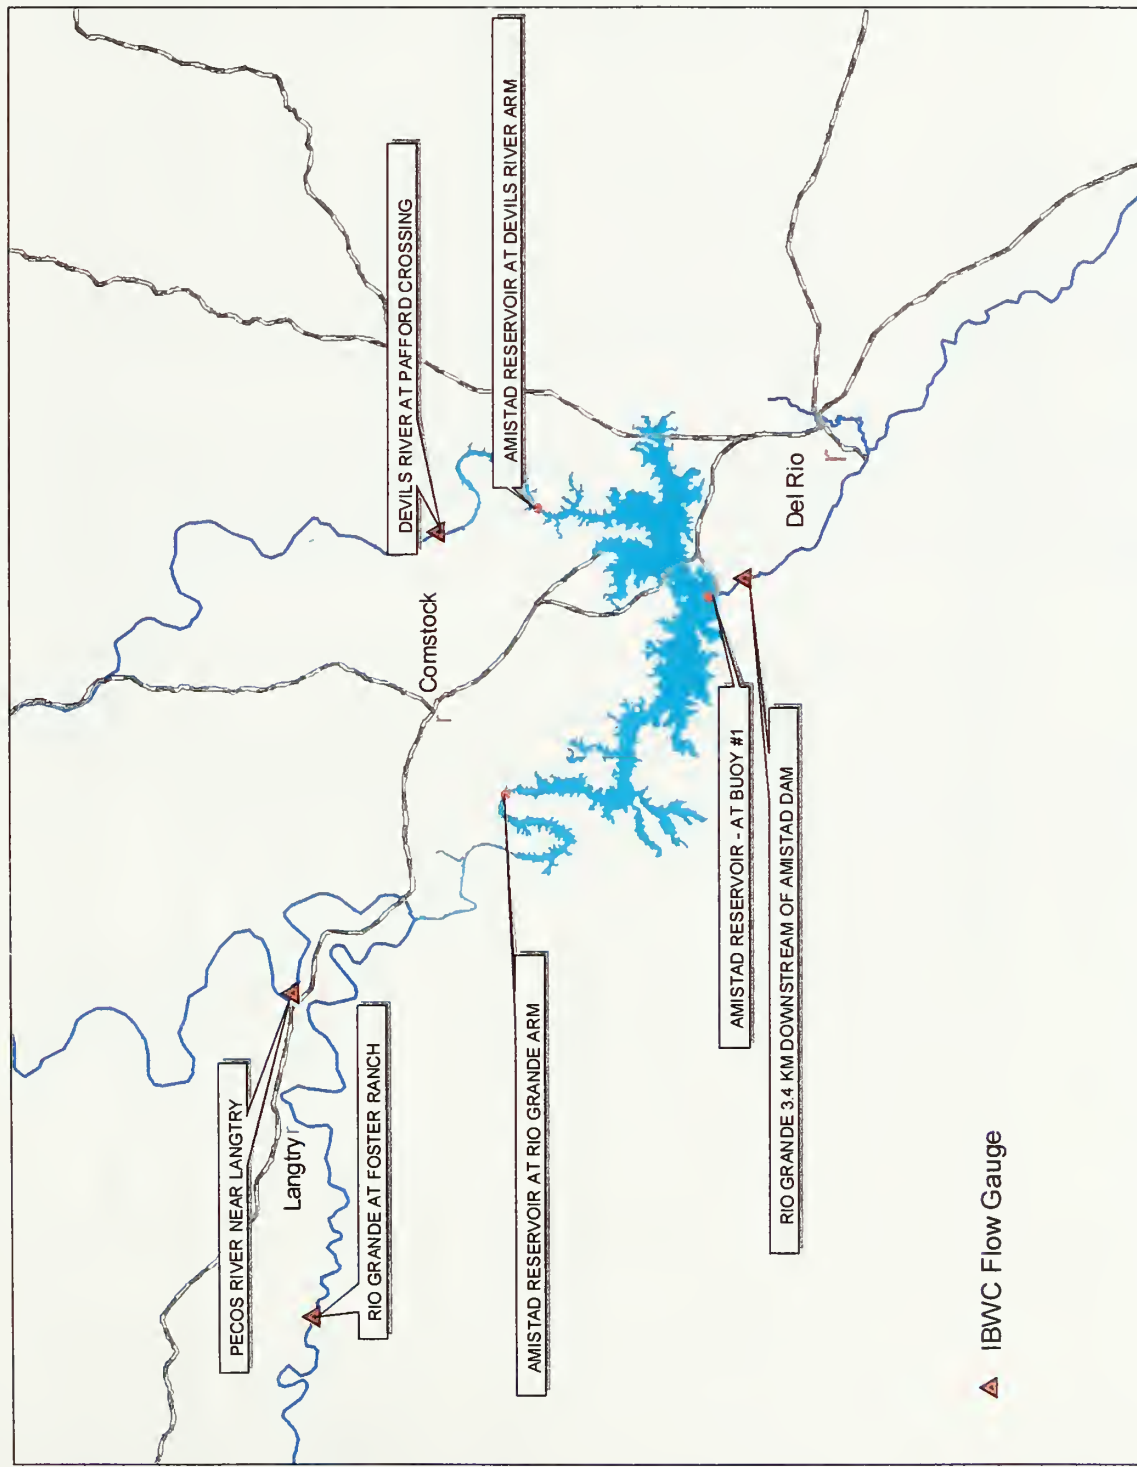 PECOS RIVER NEAR LANGTRY
Langtry
RIO GRANDE AT FOSTER RANCH
DEVILS RIVER AT PAFFORD CROSSING
Comstock
AMISTAD RESERVOIR AT DEVILS RIVER ARM
AMISTAD RESERVOIR AT RIO GRANDE ARM
AMISTAD RESERVOIR - AT BUOY #1
RIO GRANDE 3.4 KM DOWNSTREAM OF AMISTAD DAM
Del Rio
r
r
r
IBWC Flow Gauge